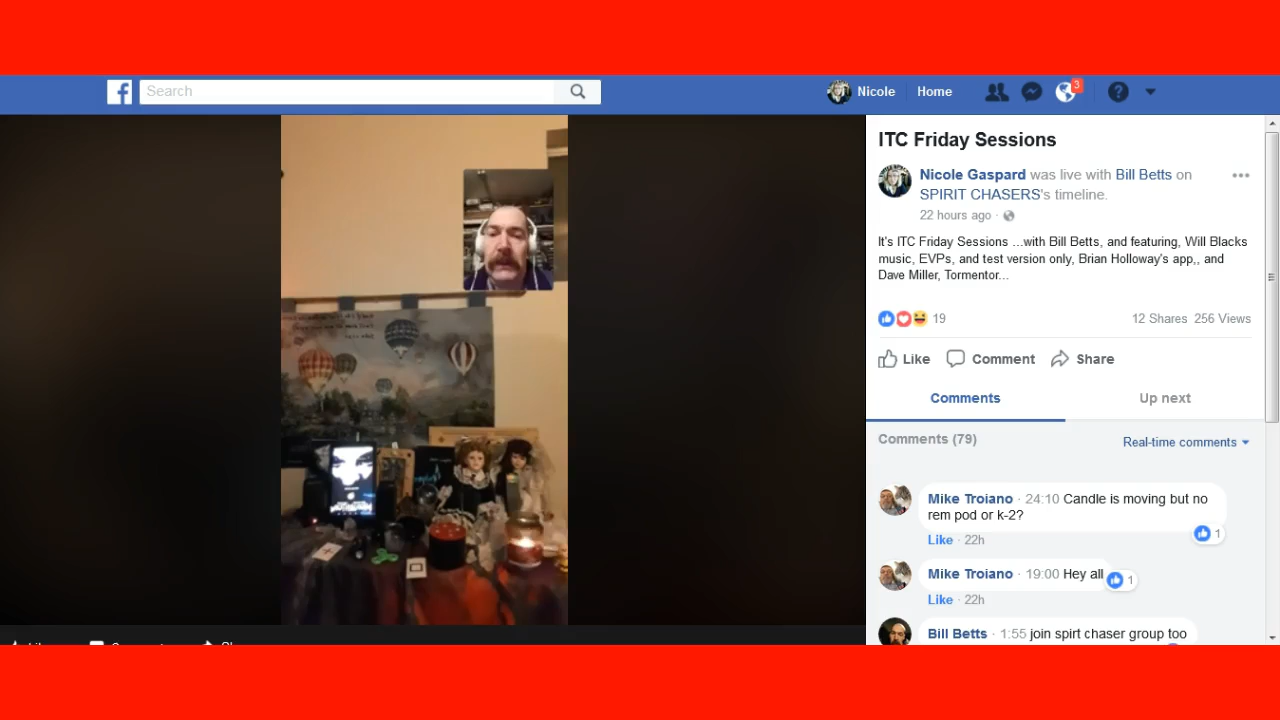 Search
Nicole Home 3
ITC Friday Sessions
Nicole Gaspard was live with Bill Betts on
SPIRIT CHASERS's timeline.
22 hours ago ·
It's ITC Friday Sessions ...with Bill Betts, and featuring, Will Blacks
music, EVPs, and test version only, Brian Holloway's app,, and
Dave Miller, Tormentor...
19 12 Shares 256 Views
Like Comment Share
Comments Up next
Comments (79) Real-time comments
Mike Troiano · 24:10 Candle is moving but no
rem pod or k-2?
1
Like · 22h
Mike Troiano · 19:00 Hey all
1
Like · 22h
Bill Betts · 1:55 join spirt chaser group too